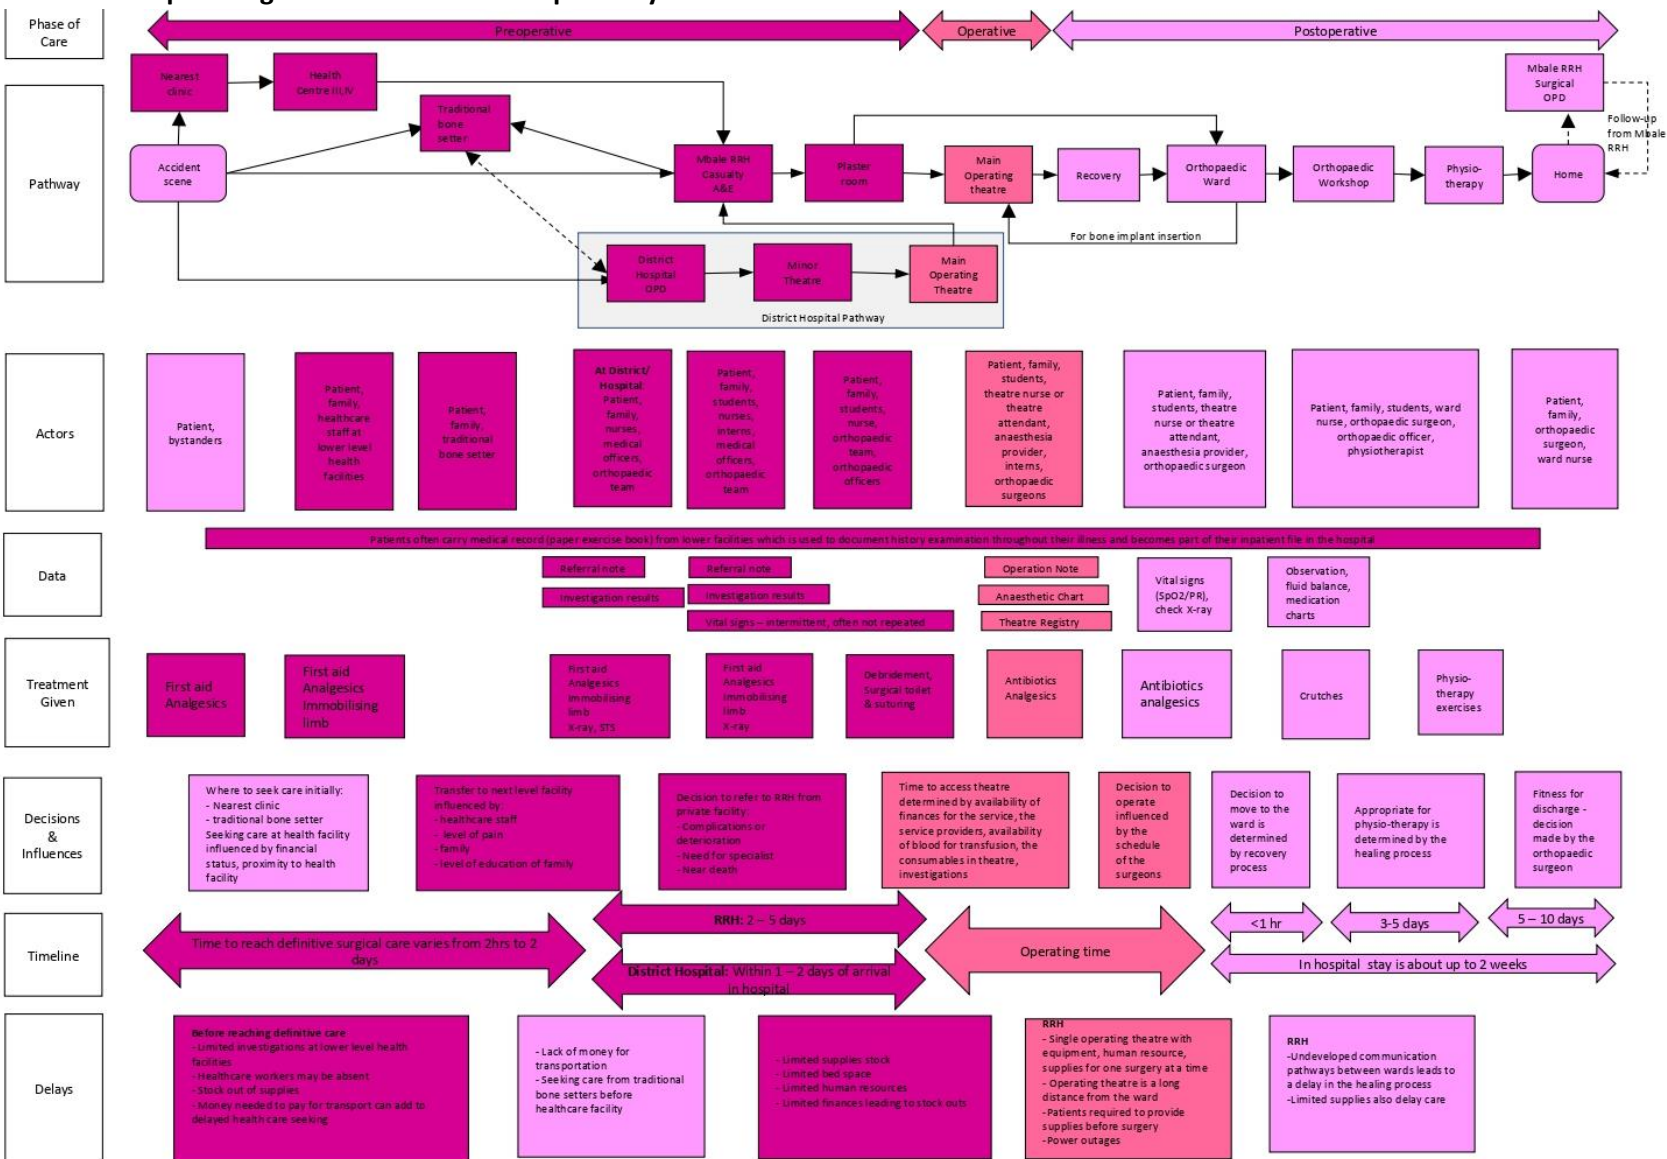 Phase of
Care
Preoperative
Operative
Postoperative
Pathway
Nearest
clinic
Health
Centre III,IV
Traditional
bone
setter
Accident
scene
Mbale RRH
Casualty
A&E
Plaster
room
Main
Operating
theatre
Recovery
Orthopaedic
Ward
Orthopaedic
Workshop
Physio-
therapy
Home
Mbale RRH
Surgical
OPD
Follow-up
from Mbale
RRH
For bone implant insertion
District
Hospital
OPD
Minor
Theatre
Main
Operating
Theatre
District Hospital Pathway
Actors
Patient,
bystanders
Patient,
family,
healthcare
staff at
lower level
health
facilities
Patient,
family,
traditional
bone setter
At District/
Hospital:
Patient,
family,
nurses,
medical
officers,
orthopaedic
team
Patient,
family,
students,
nurses,
interns,
medical
officers,
orthopaedic
team
Patient,
family,
students,
nurse,
orthopaedic
team,
orthopaedic
officers
Patient, family,
students,
theatre nurse or
theatre
attendant,
anaesthesia
provider,
interns,
orthopaedic
surgeons
Patient, family,
students, theatre
nurse or theatre
attendant,
anaesthesia provider,
orthopaedic surgeon
Patient, family, students, ward
nurse, orthopaedic surgeon,
orthopaedic officer,
physiotherapist
Patient,
family,
orthopaedic
surgeon,
ward nurse
Data
Patients often carry medical record (paper exercise book) from lower facilities which is used to document history examination throughout their illness and becomes part of their inpatient file in the hospital
Referral note
Investigation results
Referral note
Investigation results
Vital signs – intermittent, often not repeated
Operation Note
Anaesthetic Chart
Theatre Registry
Vital signs
(SpO2/PR),
check X-ray
Observation,
fluid balance,
medication
charts
Treatment
Given
First aid
Analgesics
First aid
Analgesics
Immobilising
limb
First aid
Analgesics
Immobilising
limb
X-ray, STS
First aid
Analgesics
Immobilising
limb
X-ray
Debridement,
Surgical toilet
& suturing
Antibiotics
Analgesics
Antibiotics
analgesics
Crutches
Physio-
therapy
exercises
Decisions
&
Influences
Where to seek care initially:
- Nearest clinic
- traditional bone setter
Seeking care at health facility
influenced by financial
status, proximity to health
facility
Transfer to next level facility
influenced by:
- healthcare staff
- level of pain
- family
- level of education of family
Decision to refer to RRH from
private facility:
- Complications or
deterioration
- Need for specialist
- Near death
Time to access theatre
determined by availability of
finances for the service, the
service providers, availability
of blood for transfusion, the
consumables in theatre,
investigations
Decision to
operate
influenced
by the
schedule
of the
surgeons
Decision to
move to the
ward is
determined
by recovery
process
Appropriate for
physio-therapy is
determined by the
healing process
Fitness for
discharge -
decision
made by the
orthopaedic
surgeon
Timeline
Time to reach definitive surgical care varies from 2hrs to 2
days
RRH: 2 – 5 days
District Hospital: Within 1 – 2 days of arrival
in hospital
Operating time
<1 hr
3-5 days
5 – 10 days
In hospital stay is about up to 2 weeks
Delays
Before reaching definitive care
- Limited investigations at lower level health
facilities
- Healthcare workers may be absent
- Stock out of supplies
- Money needed to pay for transport can add to
delayed health care seeking
- Lack of money for
transportation
- Seeking care from traditional
bone setters before
healthcare facility
- Limited supplies stock
- Limited bed space
- Limited human resources
- Limited finances leading to stock outs
RRH
- Single operating theatre with
equipment, human resource,
supplies for one surgery at a time
- Operating theatre is a long
distance from the ward
-Patients required to provide
supplies before surgery
-Power outages
RRH
-Undeveloped communication
pathways between wards leads to
a delay in the healing process
-Limited supplies also delay care